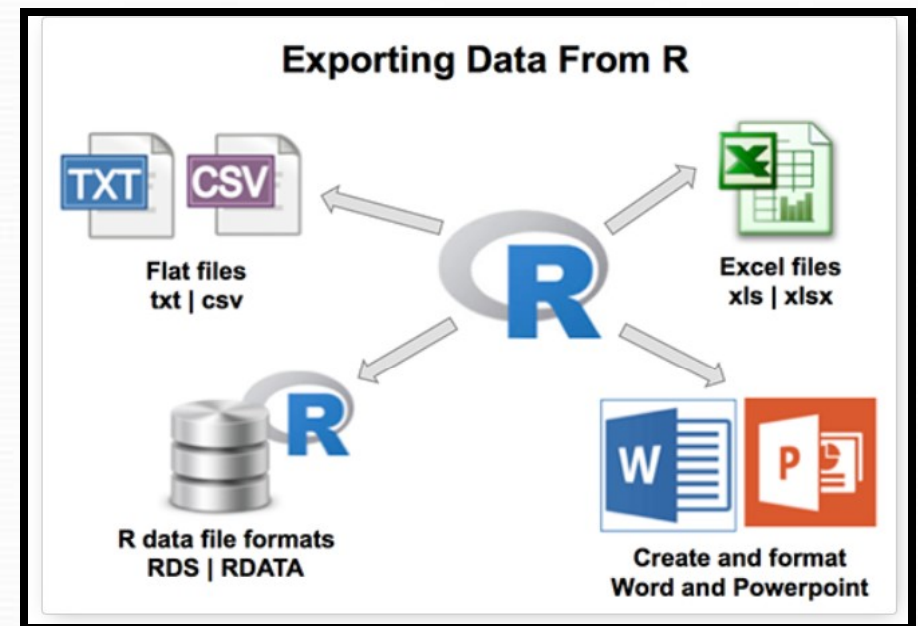 Exporting Data From R
TXT
CSV
Flat files
txt | csv
X
Excel files
xls | xlsx
R
R
R data file formats
RDS | RDATA
W
P
Create and format
Word and Powerpoint